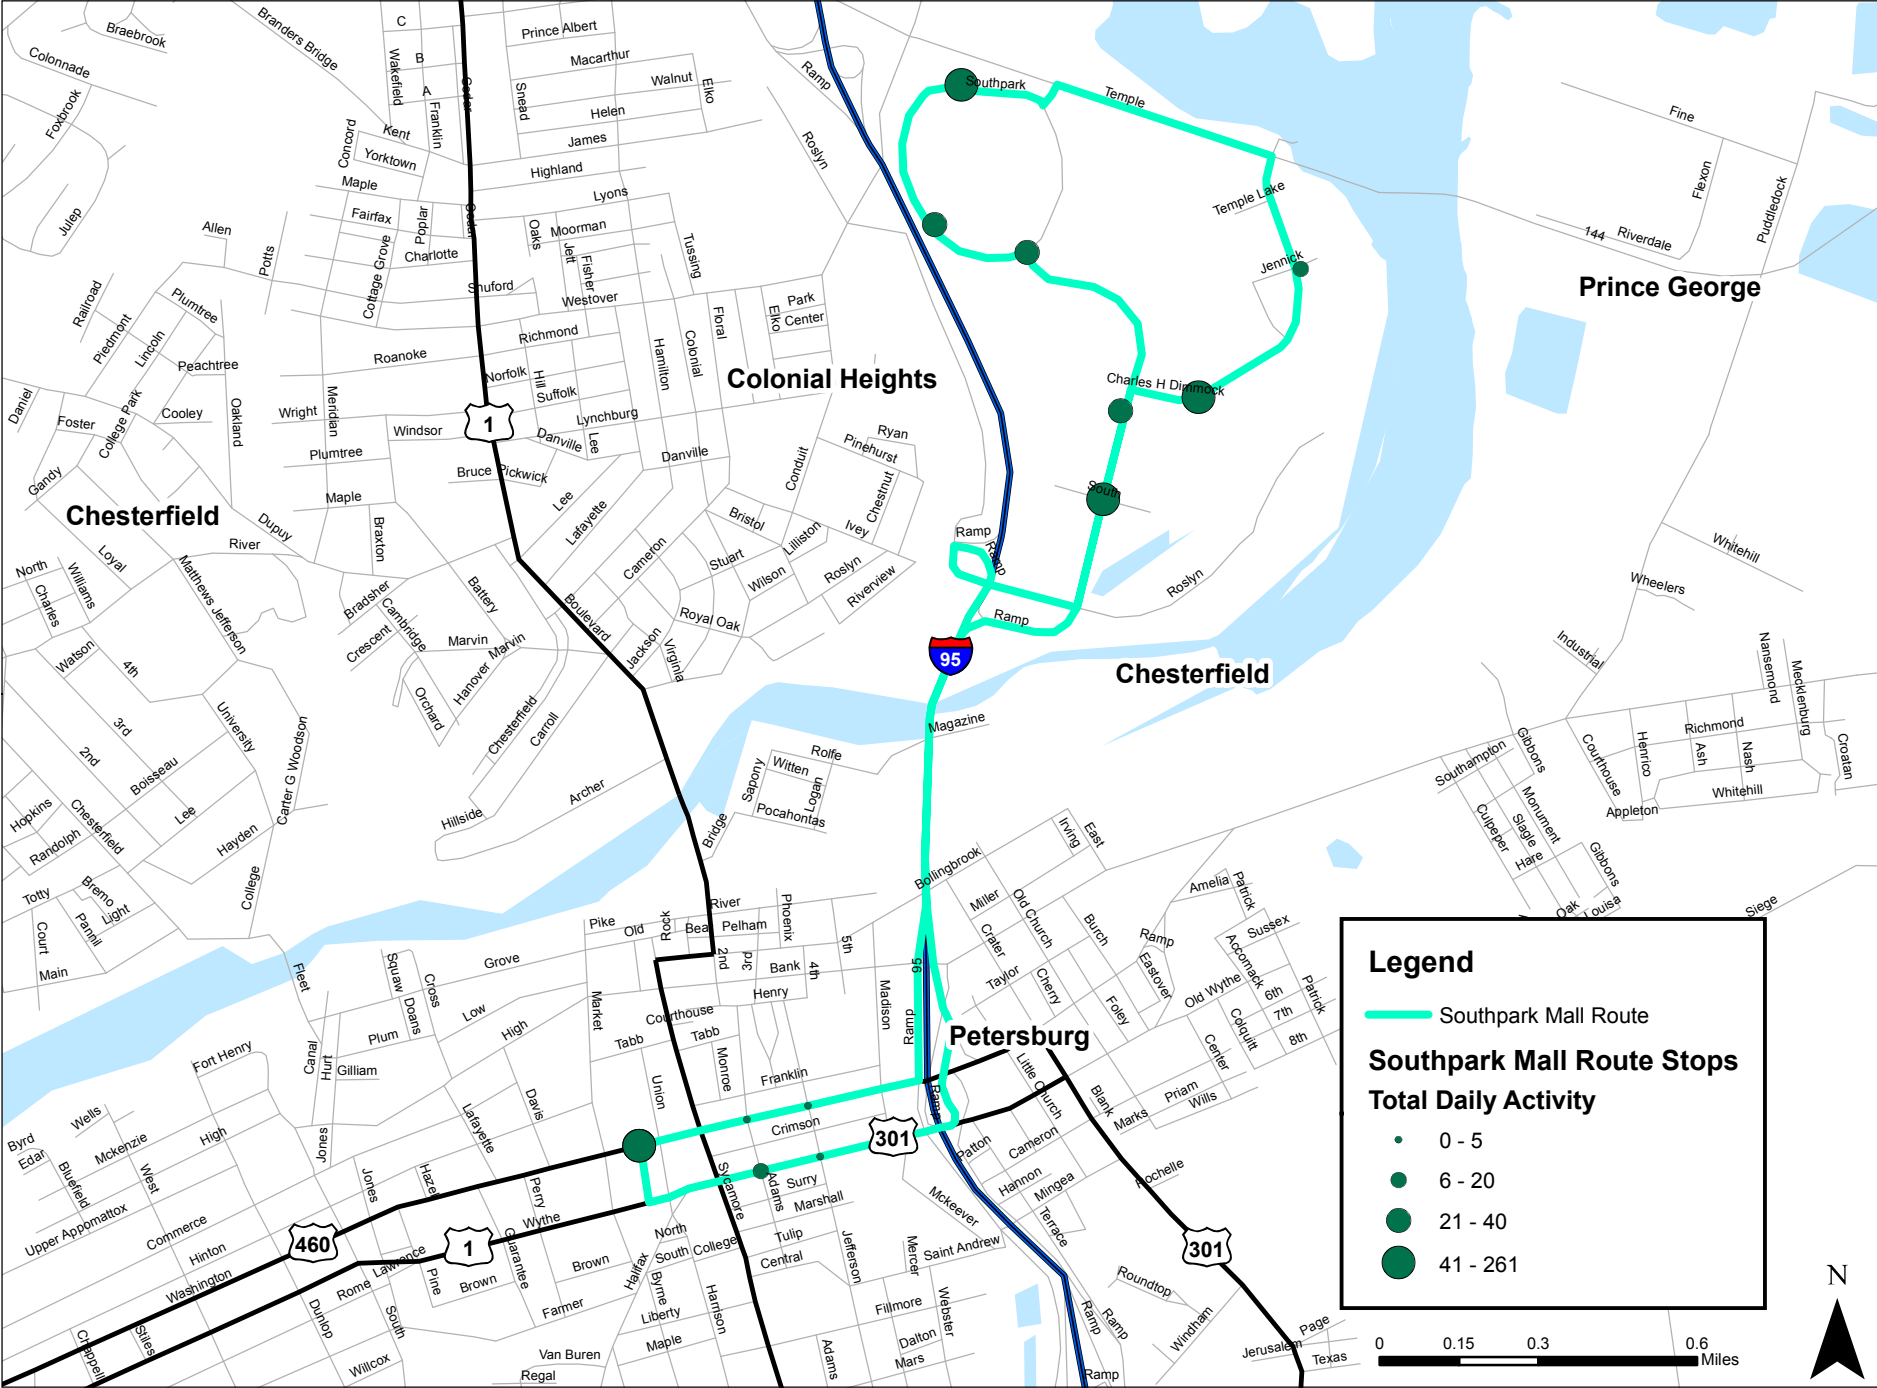 Braebrook
Branders Bridge
C
Prince Albert
Colonnade
Wakefield
B
Macarthur
Ramp
Southpark
Temple
Cedar
Snead
Walnut
Elko
A
Franklin
Foxbrook
Helen
Fine
Concord
Kent
James
Roslyn
Yorktown
Highland
Flexon
Puddledock
Maple
Lyons
Temple Lake
Julep
Fairfax
Poplar
Cedar
Allen
Oaks
Moorman
144
Riverdale
Potts
Cottage Grove
Charlotte
Jett
Fisher
Tussing
Jennick
Prince George
Railroad
Plumtree
Shuford
Westover
Park
Elko
Center
Floral
Piedmont
Lincoln
Richmond
Colonial
Hamilton
Roanoke
Peachtree
Norfolk
Hill
Suffolk
Colonial Heights
Charles H Dimmock
Daniel
College Park
Foster
Cooley
Oakland
Wright
Meridian
Windsor
1
Lynchburg
Danville
Lee
Ryan
Pinehurst
Plumtree
Bruce
Pickwick
Danville
Conduit
Gandy
Chestnut
South
Maple
Lee
Lafayette
Chesterfield
Dupuy
Braxton
Bristol
Lilliston
Ivey
Ramp
Ramp
River
Loyal
Cameron
Stuart
Whitehill
North
Williams
Matthews Jefferson
Wilson
Roslyn
Riverview
Roslyn
Wheelers
Charles
Bradsher
Cambridge
Battery
Boulevard
Royal Oak
Ramp
Crescent
Marvin
Marvin
Jackson
Virginia
Industrial
Watson
4th
Hanover
95
Chesterfield
Nansemond
Mecklenburg
Orchard
3rd
University
Chesterfield
Carroll
Magazine
Richmond
Gibbons
Henrico
2nd
Carter G Woodson
Rolfe
Southampton
Courthouse
Ash
Nash
Croatan
Boisseau
Witten
Sapony
Logan
Archer
Whitehill
Hopkins
Chesterfield
Lee
Pocahontas
Appleton
Monument
Culpeper
Slagle
Randolph
Hayden
Hillside
Bridge
Irving
East
Hare
Gibbons
Bollingbrook
College
Totty
Bremo
Light
Amelia
Patrick
Oak
Louisa
Siege
Court
Pannil
Miller
Old Church
River
Phoenix
Pike
Old
Rock
Bea
Pelham
Burch
Sussex
Crater
5th
Ramp
Accomack
Main
Squaw
Grove
2nd
3rd
Bank
4th
95
Legend
Fleet
Cross
Taylor
Cherry
Eastover
Old Wythe
Patrick
Henry
Madison
6th
Doans
Low
Market
Foley
7th
Southpark Mall Route
High
Courthouse
Colquitt
Plum
Tabb
Tabb
Ramp
Petersburg
Center
8th
Fort Henry
Canal
Hurt
Gilliam
Monroe
Franklin
Little Church
Southpark Mall Route Stops
Union
Davis
Blank
Priam
Wills
Total Daily Activity
Wells
Lafayette
Ramp
Marks
Byrd
Crimson
301
0 - 5
Edar
Mckenzie
High
Jones
Patton
Cameron
Bluefield
West
Jones
Hazel
Perry
Sycamore
Adams
Surry
Hannon
Rochelle
6 - 20
Marshall
Mingea
Mckeever
Upper Appomattox
Wythe
Terrace
21 - 40
Commerce
North
Tulip
460
1
South
College
Central
Jefferson
Mercer
Saint Andrew
301
Hinton
Guarantee
41 - 261
Washington
Lawrence
Brown
Halifax
Roundtop
Rome
Pine
Brown
Byrne
N
Dunlop
South
Farmer
Harrison
Fillmore
Webster
Ramp
Ramp
Windham
Liberty
Chappell
Stiles
Maple
Adams
Dalton
Page
0
0.15
0.3
0.6
Jerusalem
Willcox
Van Buren
Mars
Texas
Miles
Regal
Ramp